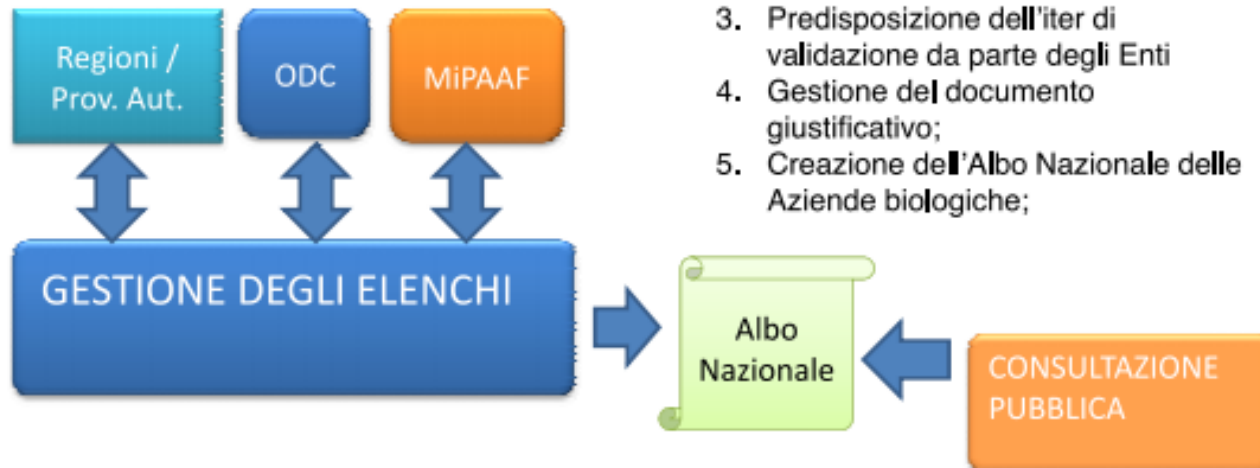 Regioni /
Prov. Aut.
ODC
MiPAAF
3. Predisposizione dell'iter di
validazione da parte degli Enti
4. Gestione del documento
giustificativo;
5. Creazione dell'Albo Nazionale delle
Aziende biologiche;
GESTIONE DEGLI ELENCHI
Albo
Nazionale
CONSULTAZIONE
PUBBLICA